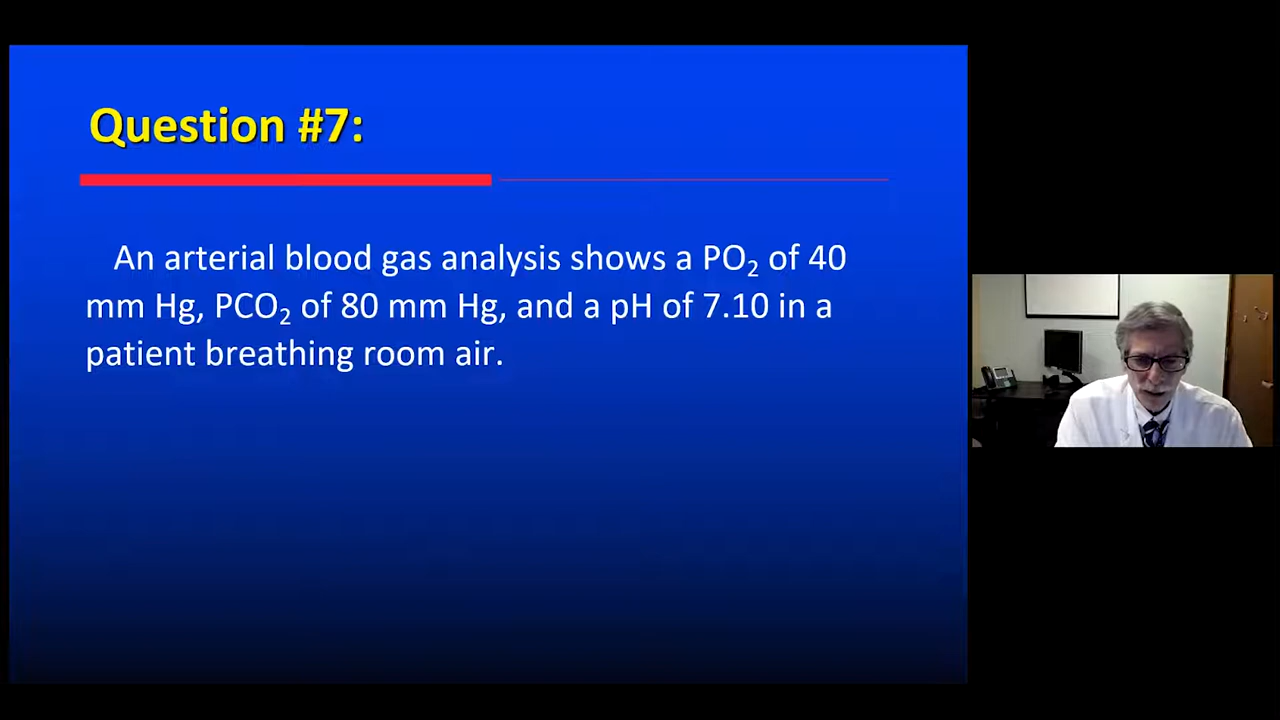 Question #7:
An arterial blood gas analysis shows a PO₂ of 40
mm Hg, PCO₂ of 80 mm Hg, and a pH of 7.10 in a
patient breathing room air.